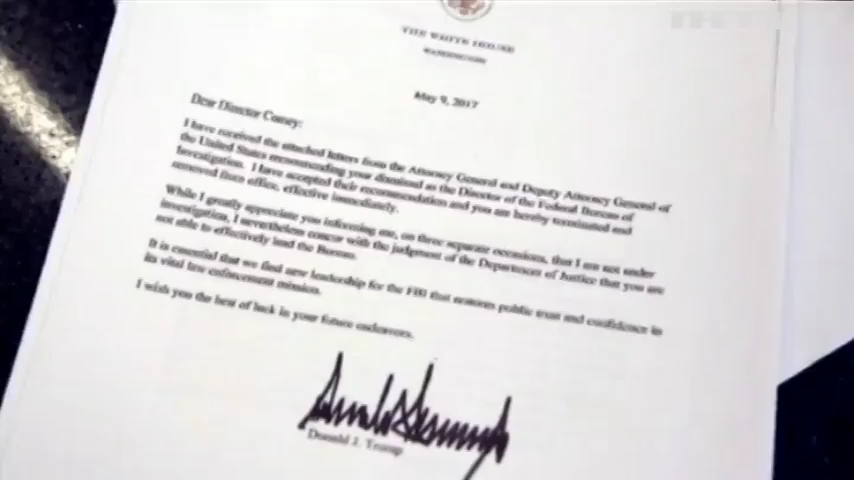 THE WHITE HOUSE
WASHINGTON
May 9, 2017
Dear Director Comey:
I have received the attached letters from the Attorney General and Deputy Attorney General of
the United States recommending your dismissal as the Director of the Federal Bureau of
Investigation. I have accepted their recommendation and you are hereby terminated and
removed from office, effective immediately.
While I greatly appreciate you informing me, on three separate occasions, that I am not under
investigation, I nevertheless concur with the judgment of the Department of Justice that you are
not able to effectively lead the Bureau.
It is essential that we find new leadership for the FBI that restores public trust and confidence in
its vital law enforcement mission.
I wish you the best of luck in your future endeavors.
Donald J. Trump